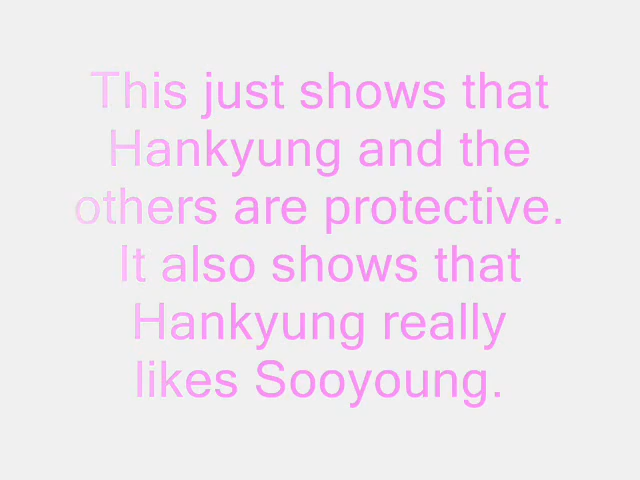 This just shows that
Hankyung and the
others are protective.
It also shows that
Hankyung really
likes Sooyoung.